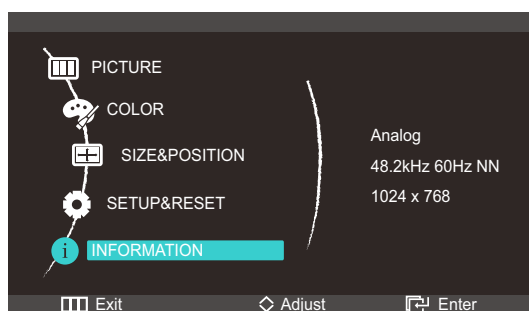 PICTURE
COLOR
SIZE&POSITION
SETUP&RESET
i INFORMATION
Analog
48.2kHz 60Hz NN
1024 x 768
Exit Adjust Enter